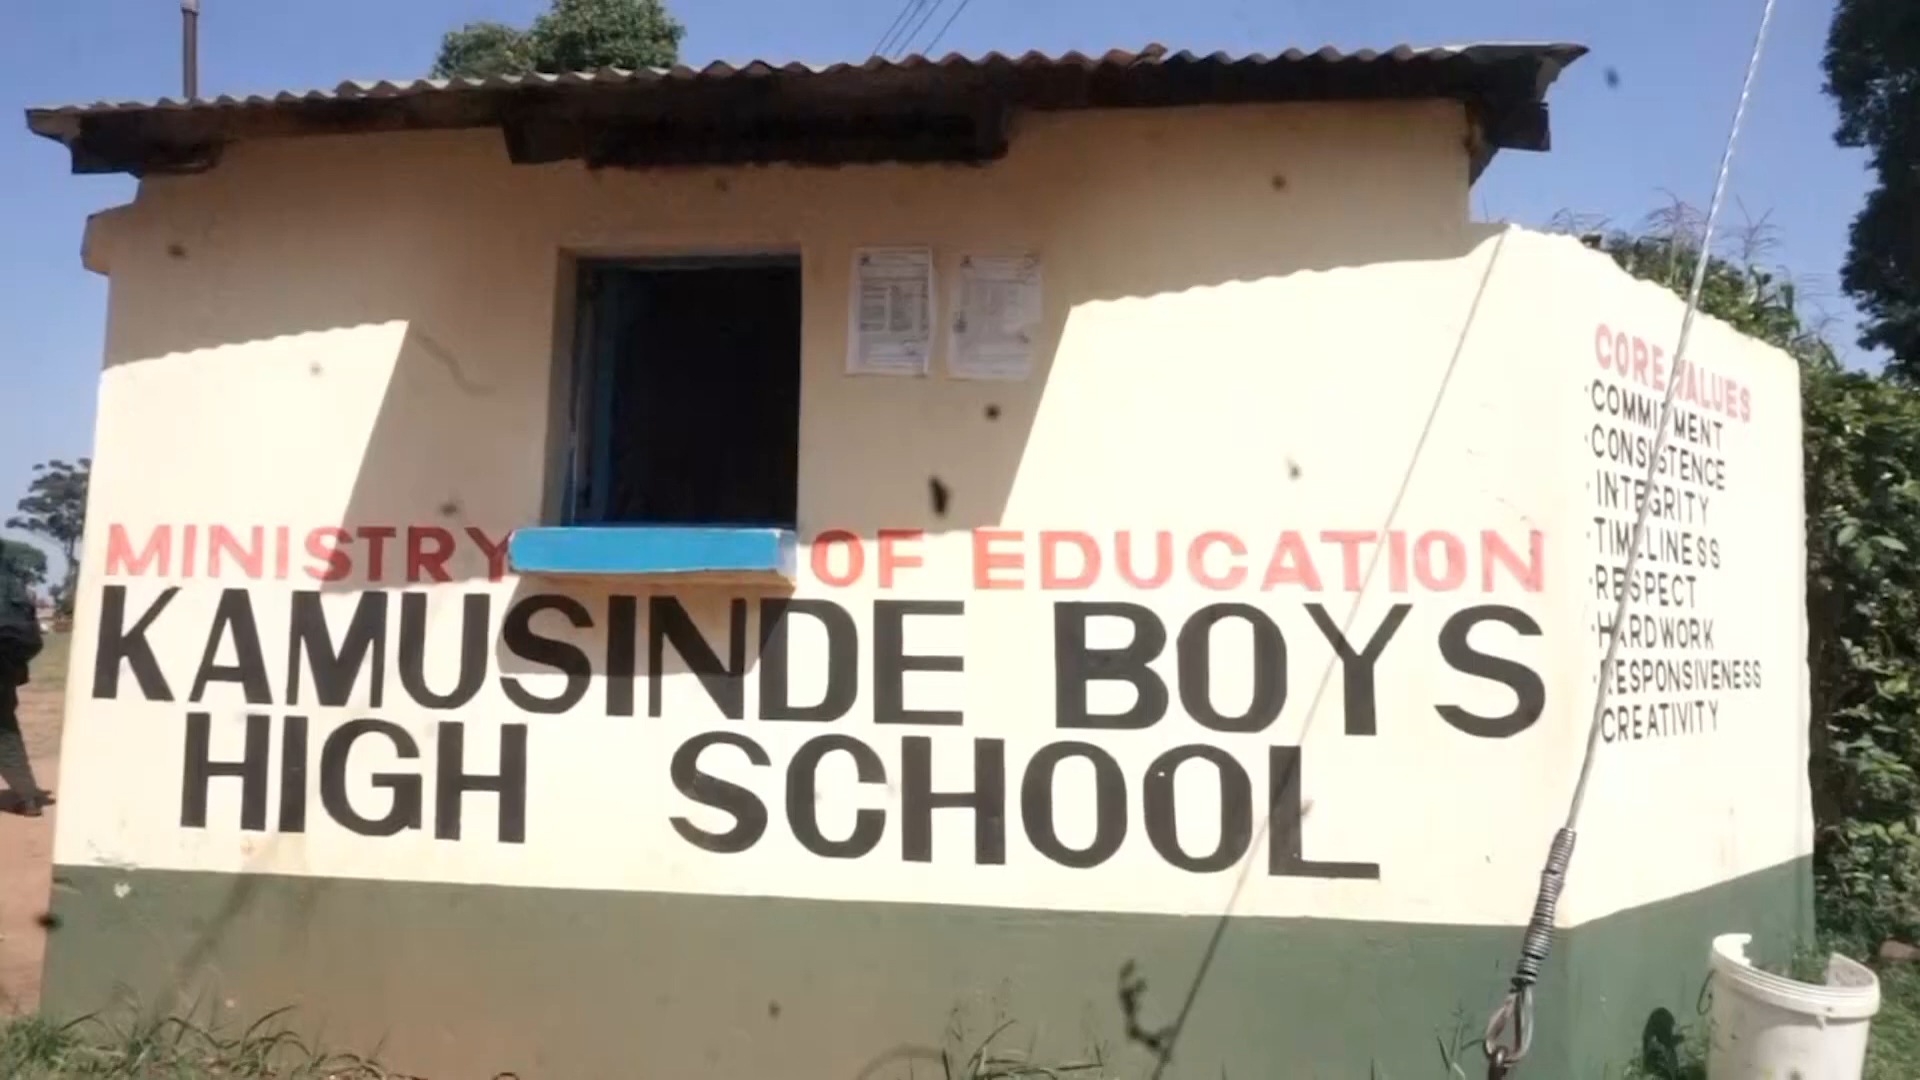 MINISTRY OF EDUCATION
KAMUSINDE BOYS
HIGH SCHOOL
CORE VALUES
·COMMITMENT
·CONSISTENCE
·INTEGRITY
·TIMELINESS
·RESPECT
·HARDWORK
·RESPONSIVENESS
CREATIVITY